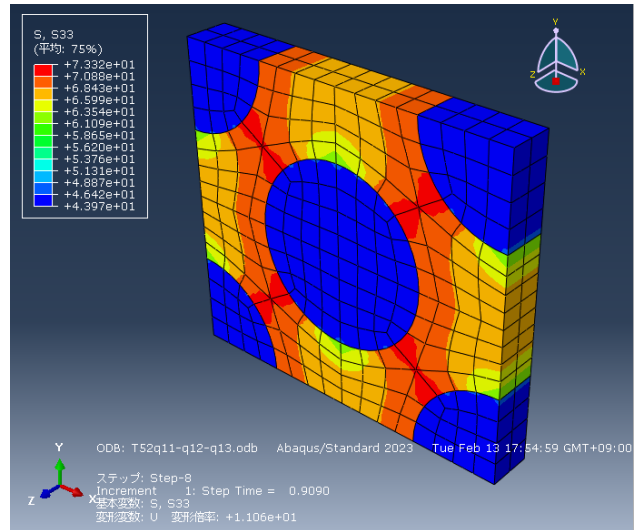 S, S33
(平均: 75%)
+7.332e+01
+7.088e+01
+6.843e+01
+6.599e+01
+6.354e+01
+6.109e+01
+5.865e+01
+5.620e+01
+5.376e+01
+5.131e+01
+4.887e+01
+4.642e+01
+4.397e+01
Y
Z
X
Y
Z
X
ODB: T52q11-q12-q13.odb Abaqus/Standard 2023 Tue Feb 13 17:54:59 GMT+09:00
ステップ: Step-8
Increment 1: Step Time = 0.9090
基本変数: S, S33
変形変数: U 変形倍率: +1.106e+01